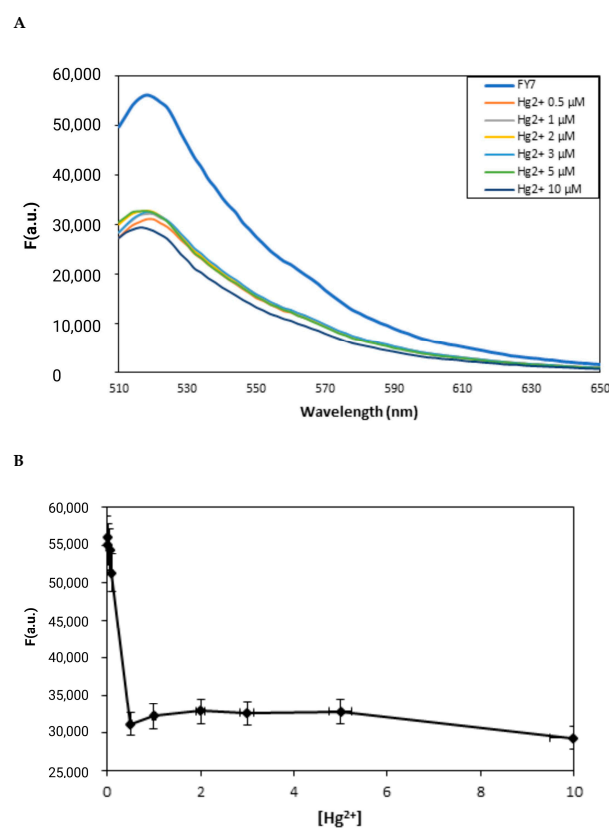 A
60,000
50,000
40,000
30,000
20,000
10,000
0
F(a.u.)
510 530 550 570 590 610 630 650
Wavelength (nm)
FY7
Hg2+ 0.5 µM
Hg2+ 1 µM
Hg2+ 2 µM
Hg2+ 3 µM
Hg2+ 5 µM
Hg2+ 10 µM
B
60,000
55,000
50,000
45,000
40,000
35,000
30,000
25,000
F(a.u.)
0 2 4 6 8 10
[Hg²⁺]